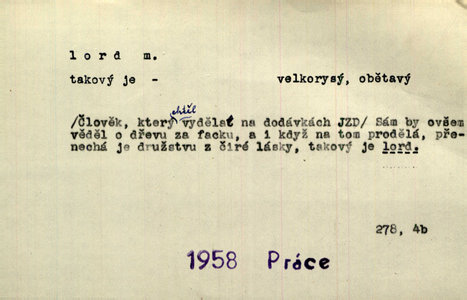 lord m.
takový je - velkorysý, obětavý
/Člověk, který chtěl vydělat na dodávkách JZD/ Sám by ovšem
věděl o dřevu za facku, a i když na tom prodělá, pře-
nechá je družstvu z čiré lásky, takový je lord.
278, 4b
1958 Práce